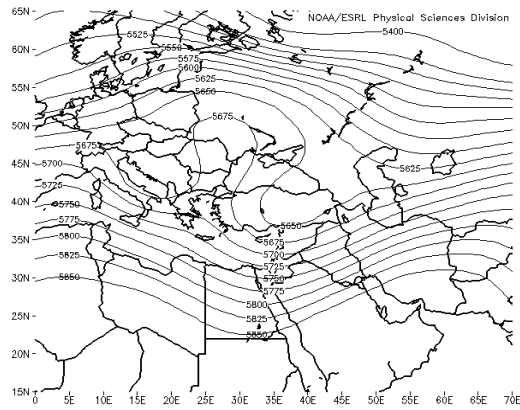 NOAA/ESRL Physical Sciences Division
65N
5525
5400
60N
5550
5575
5600
5625
55N
5650
50N
5675
5675
45N
5700
5625
5725
40N
5750
5775
5650
35N
5800
5675
5700
5825
5725
30N
5850
5750
5775
25N
5800
5825
5850
20N
15N
0 5E 10E 15E 20E 25E 30E 35E 40E 45E 50E 55E 60E 65E 70E